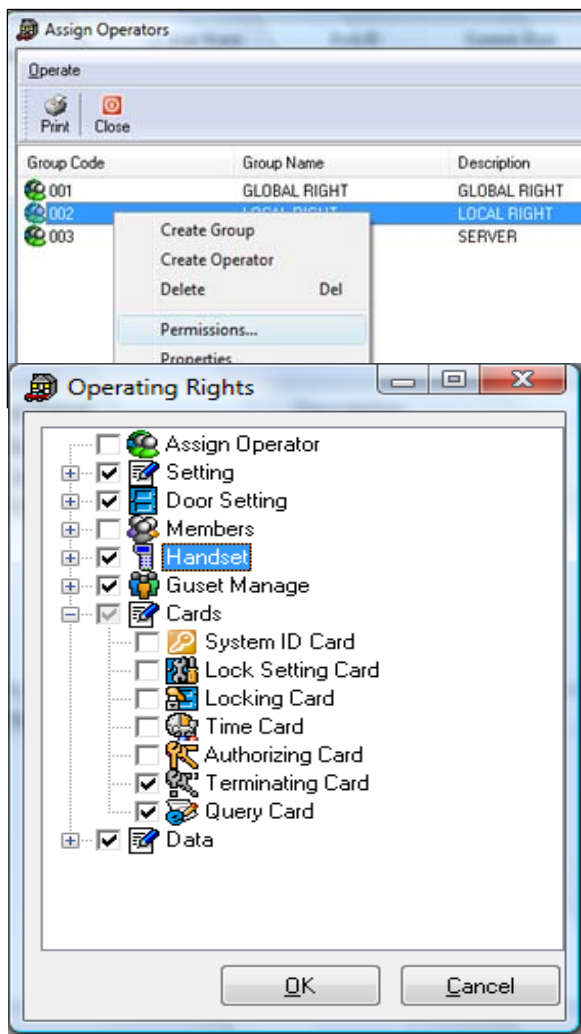 Assign Operators
Operate
Print Close
Group Code Group Name Description
001 GLOBAL RIGHT GLOBAL RIGHT
002 LOCAL RIGHT LOCAL RIGHT
003 SERVER
Create Group
Create Operator
Delete Del
Permissions...
Properties
Operating Rights
Assign Operator
Setting
Door Setting
Members
Handset
Guset Manage
Cards
System ID Card
Lock Setting Card
Locking Card
Time Card
Authorizing Card
Terminating Card
Query Card
Data
OK Cancel